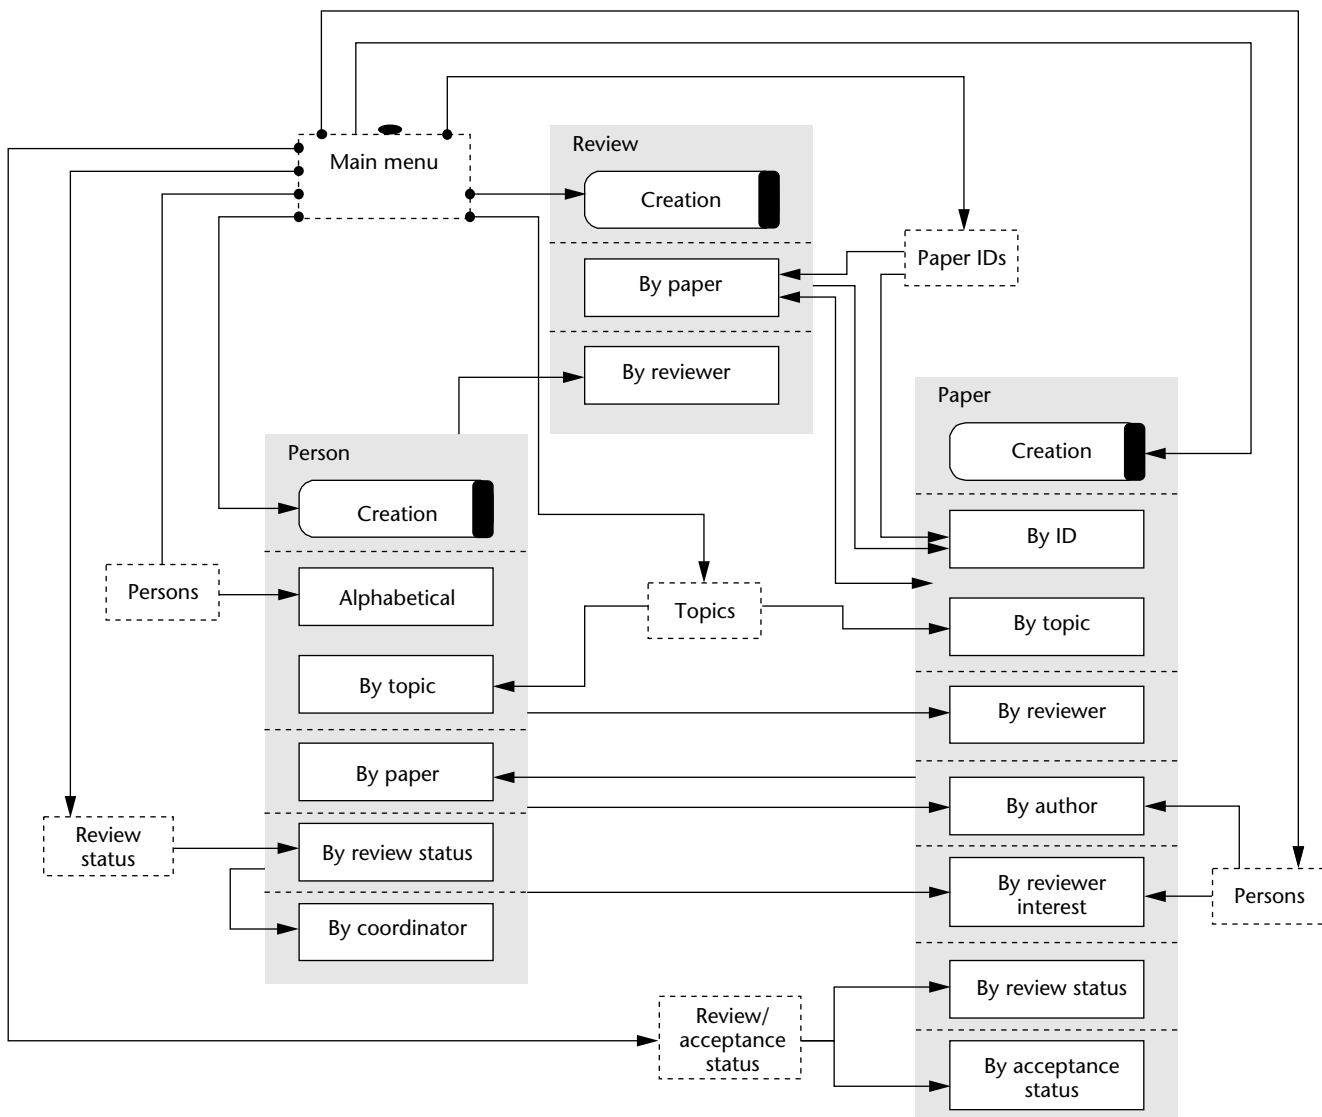 Main menu
Review
Creation
By paper
By reviewer
Paper IDs
Paper
Creation
By ID
By topic
By reviewer
By author
By reviewer
interest
By review status
By acceptance
status
Person
Creation
Alphabetical
By topic
By paper
By review status
By coordinator
Persons
Topics
Review
status
Persons
Review/
acceptance
status